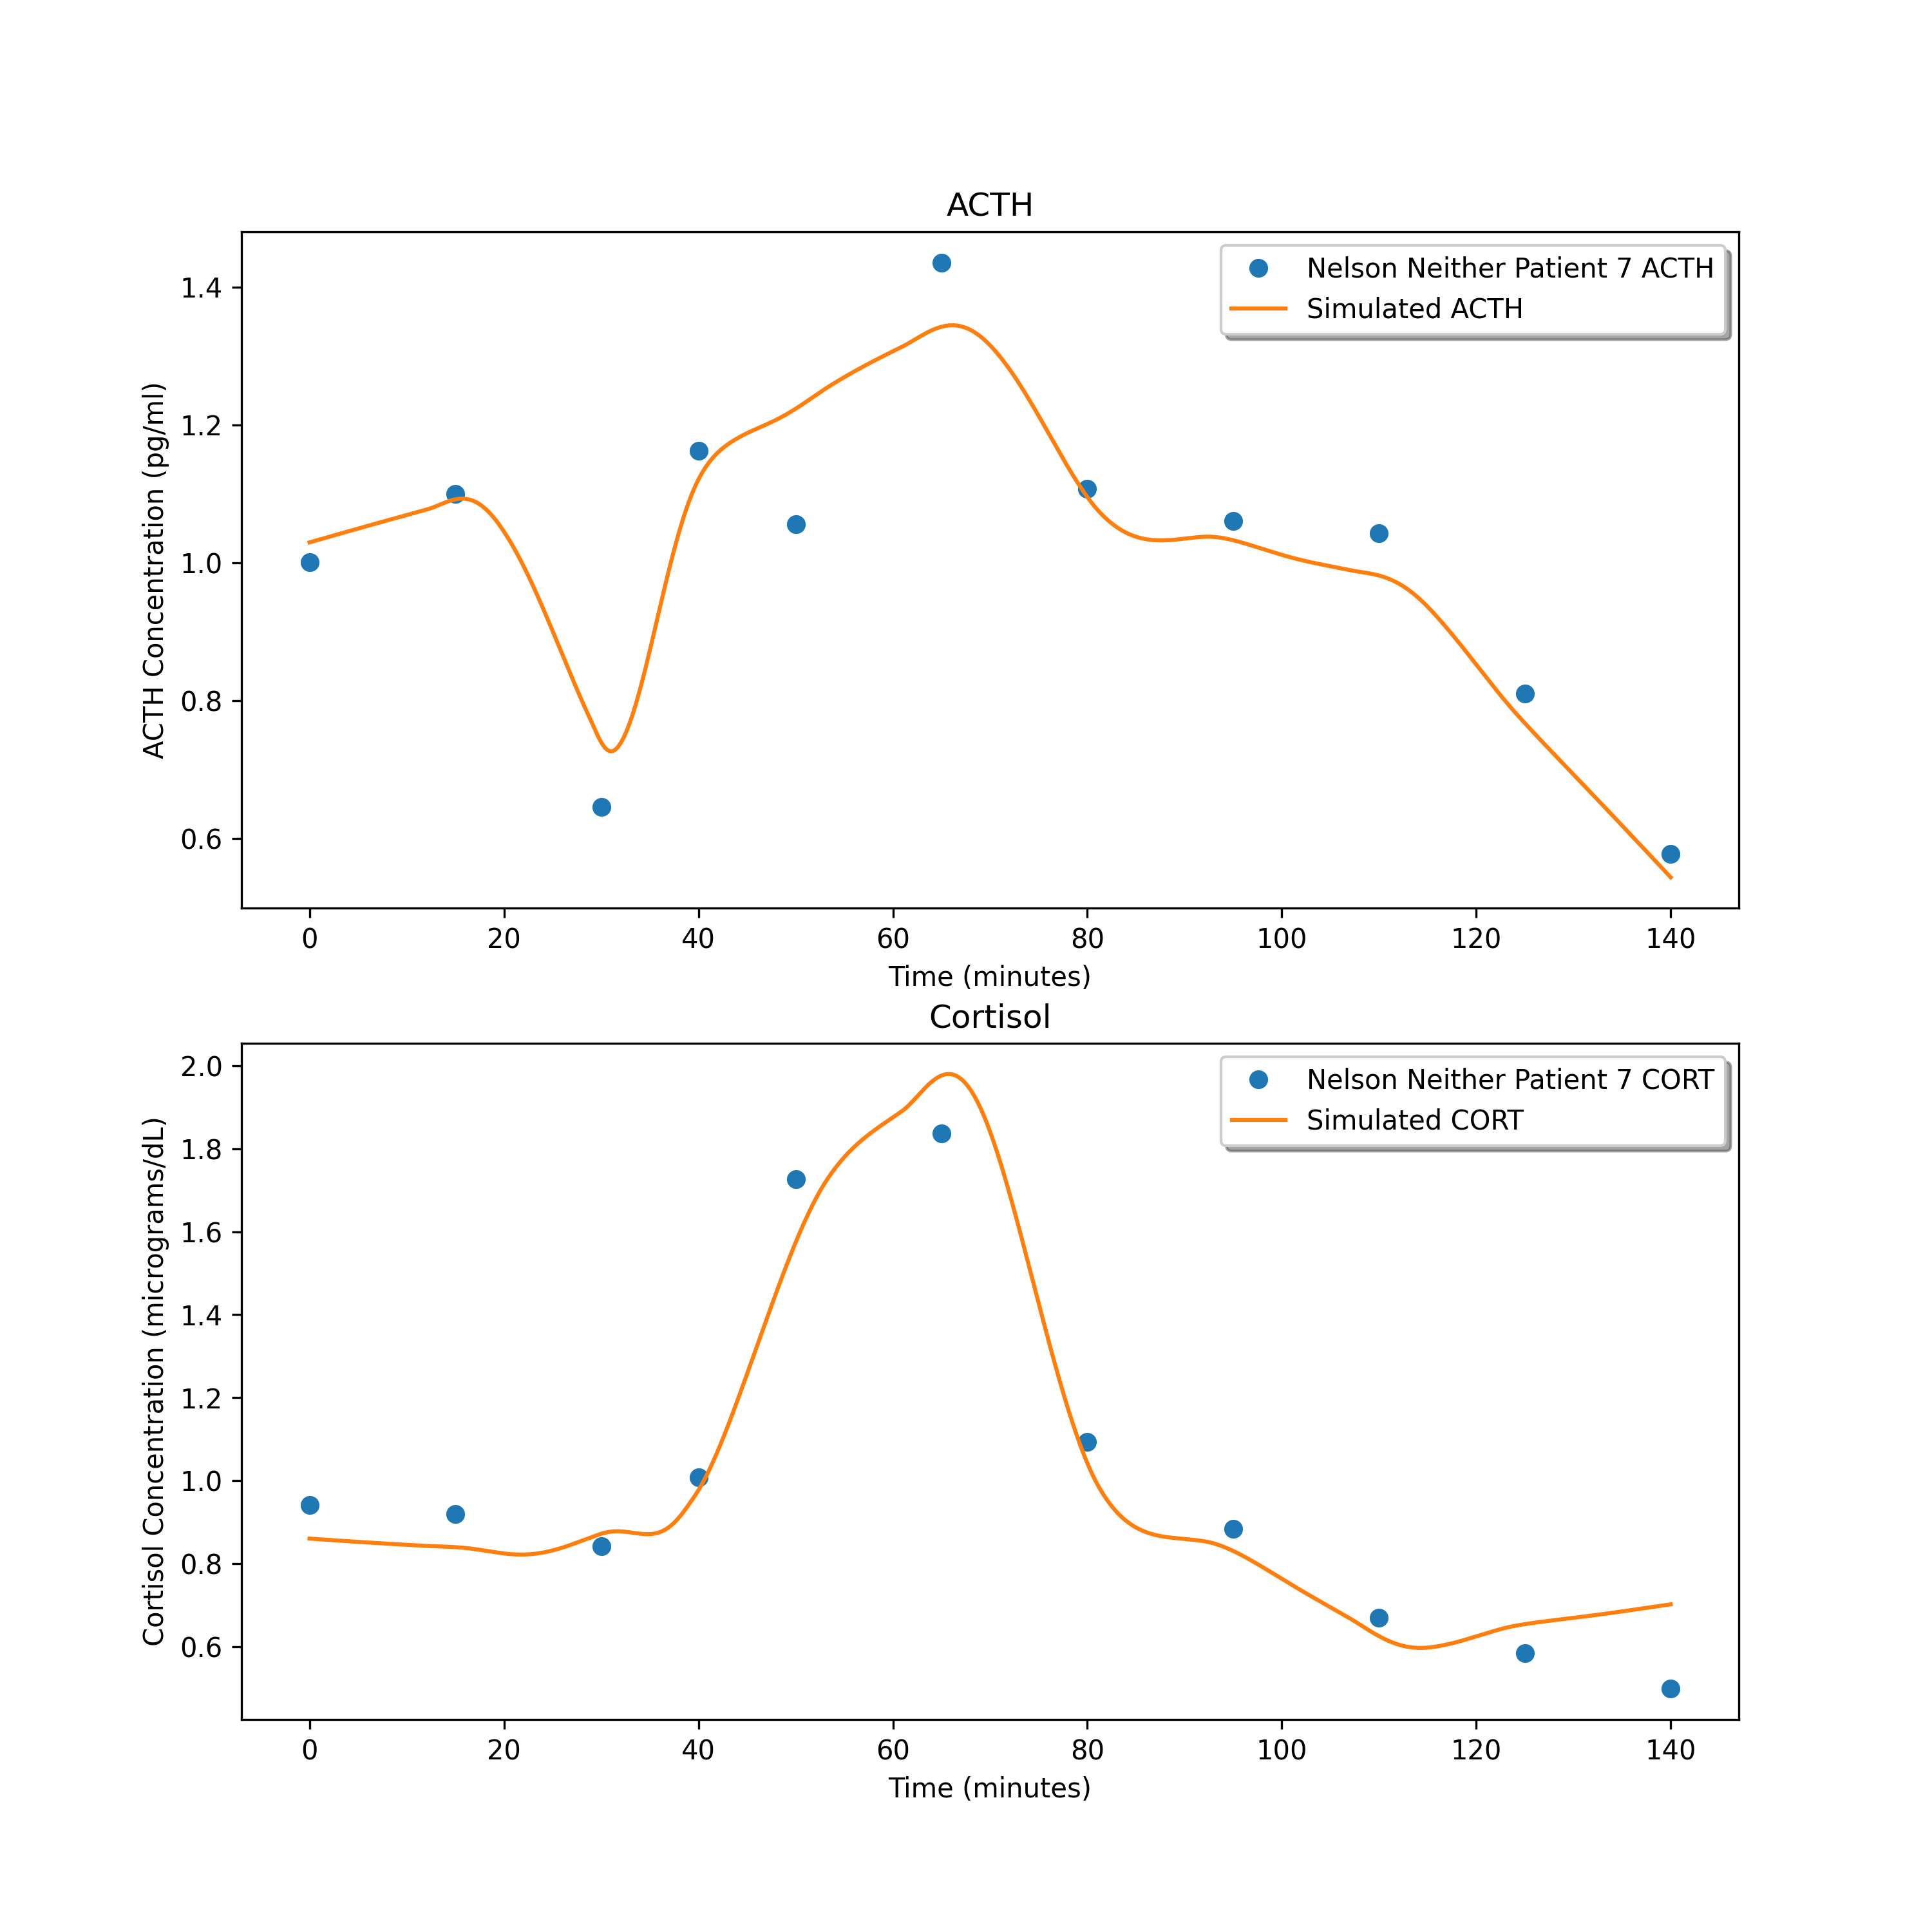 ACTH
Nelson Neither Patient 7 ACTH
Simulated ACTH
ACTH Concentration (pg/ml)
1.4
1.2
1.0
0.8
0.6
0 20 40 60 80 100 120 140
Time (minutes)
Cortisol
Nelson Neither Patient 7 CORT
Simulated CORT
Cortisol Concentration (micrograms/dL)
2.0
1.8
1.6
1.4
1.2
1.0
0.8
0.6
0 20 40 60 80 100 120 140
Time (minutes)